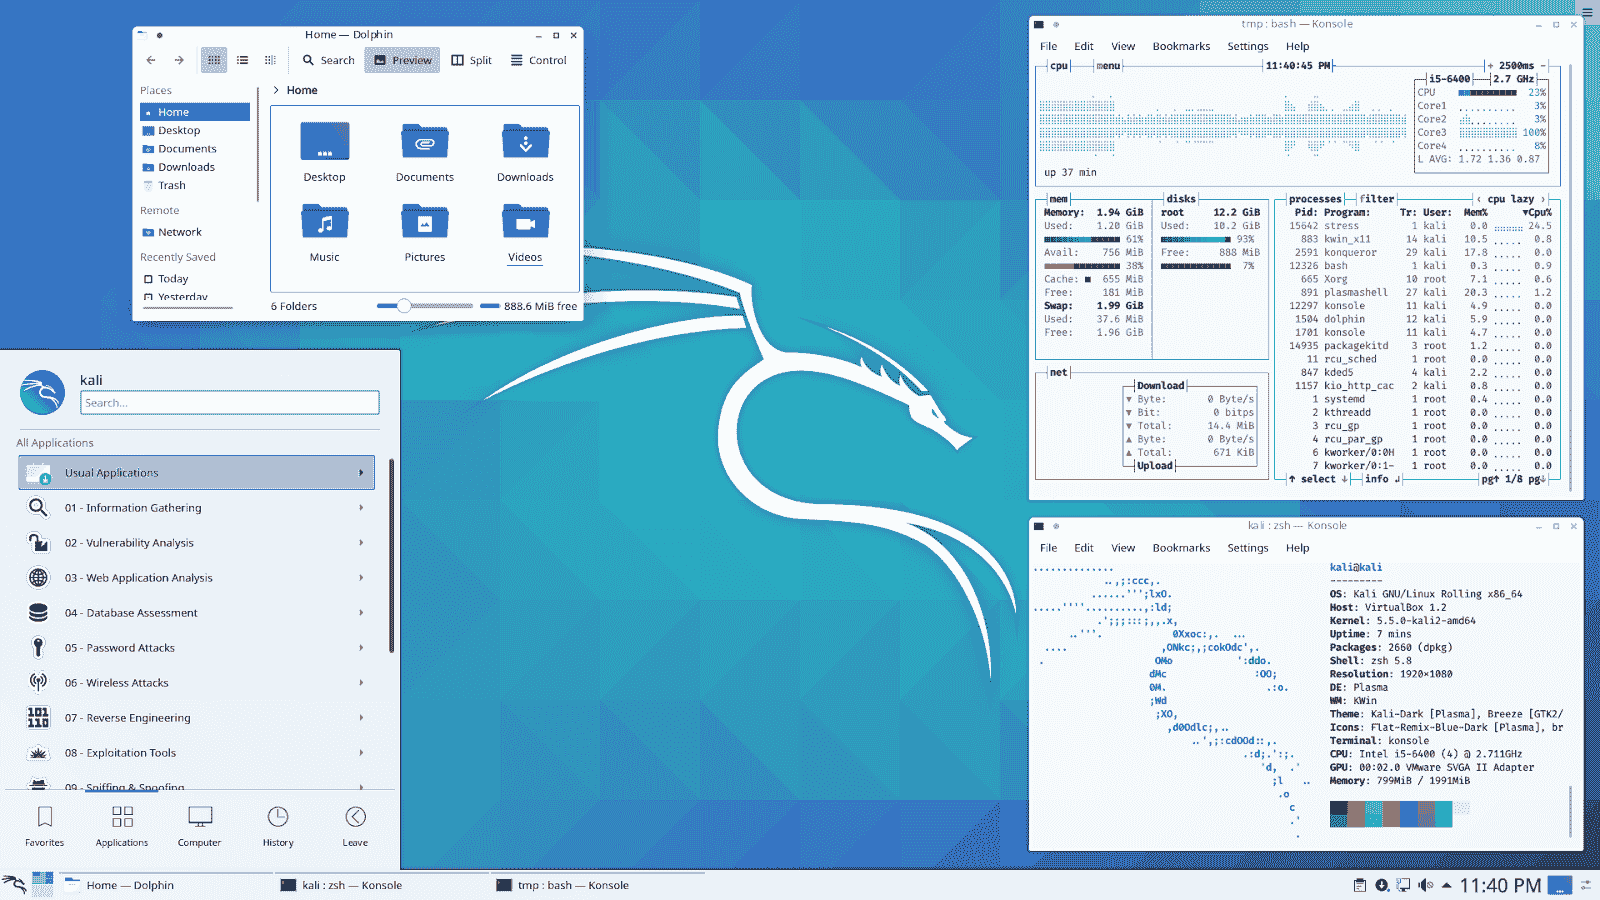 Home — Dolphin
Search Preview Split Control
Places
Home
Desktop
Documents
Downloads
Trash
Remote
Network
Recently Saved
Today
Yesterday
Home
Desktop Documents Downloads
Music Pictures Videos
6 Folders 888.6 MiB free
kali
Search...
All Applications
Usual Applications
01 - Information Gathering
02 - Vulnerability Analysis
03 - Web Application Analysis
04 - Database Assessment
05 - Password Attacks
06 - Wireless Attacks
07 - Reverse Engineering
08 - Exploitation Tools
09 - Sniffing & Spoofing
Favorites Applications Computer History Leave
tmp : bash — Konsole
File Edit View Bookmarks Settings Help
cpu menu 11:40:45 PM + 2500ms -
i5-6400 2.7 GHz
CPU 23%
Core1 3%
Core2 3%
Core3 100%
Core4 8%
L AVG: 1.72 1.36 0.87
up 37 min
mem
Memory: 1.94 GiB
Used: 1.20 GiB
61%
Avail: 756 MiB
38%
Cache: 655 MiB
Free: 181 MiB
Swap: 1.99 GiB
Used: 37.6 MiB
Free: 1.96 GiB
disks
root 12.2 GiB
Used: 10.2 GiB
93%
Free: 888 MiB
7%
net
Download
▼ Byte: 0 Byte/s
▼ Bit: 0 bitps
▼ Total: 14.4 MiB
▲ Byte: 0 Byte/s
▲ Total: 671 KiB
Upload
processes filter ‹ cpu lazy ›
Pid: Program: Tr: User: Mem% ▼Cpu%
15642 stress 1 kali 0.0 24.5
883 kwin_x11 14 kali 10.5 ..... 0.8
2591 konqueror 29 kali 17.8 ..... 0.0
12326 bash 1 kali 0.3 ..... 0.9
665 Xorg 10 root 7.1 ..... 0.6
891 plasmashell 27 kali 20.3 ..... 1.2
12297 konsole 11 kali 4.9 ..... 0.0
1504 dolphin 12 kali 5.9 ..... 0.0
1701 konsole 11 kali 4.7 ..... 0.0
14935 packagekitd 3 root 1.2 ..... 0.0
11 rcu_sched 1 root 0.0 ..... 0.0
847 kded5 4 kali 2.2 ..... 0.0
1157 kio_http_cac 2 kali 0.8 ..... 0.0
1 systemd 1 root 0.4 ..... 0.0
2 kthreadd 1 root 0.0 ..... 0.0
3 rcu_gp 1 root 0.0 ..... 0.0
4 rcu_par_gp 1 root 0.0 ..... 0.0
6 kworker/0:0H 1 root 0.0 ..... 0.0
7 kworker/0:1- 1 root 0.0 ..... 0.0
↑ select ↓ info ↲ pg↑ 1/8 pg↓
kali : zsh — Konsole
File Edit View Bookmarks Settings Help
kali@kali
---------
OS: Kali GNU/Linux Rolling x86_64
Host: VirtualBox 1.2
Kernel: 5.5.0-kali2-amd64
Uptime: 7 mins
Packages: 2660 (dpkg)
Shell: zsh 5.8
Resolution: 1920x1080
DE: Plasma
WM: KWin
Theme: Kali-Dark [Plasma], Breeze [GTK2/
Icons: Flat-Remix-Blue-Dark [Plasma], br
Terminal: konsole
CPU: Intel i5-6400 (4) @ 2.711GHz
GPU: 00:02.0 VMware SVGA II Adapter
Memory: 799MiB / 1991MiB
Home — Dolphin kali : zsh — Konsole tmp : bash — Konsole 11:40 PM